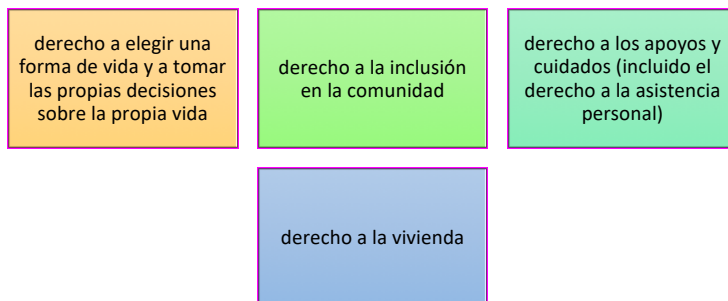 derecho a elegir una
forma de vida y a tomar
las propias decisiones
sobre la propia vida
derecho a la inclusión
en la comunidad
derecho a los apoyos y
cuidados (incluido el
derecho a la asistencia
personal)
derecho a la vivienda